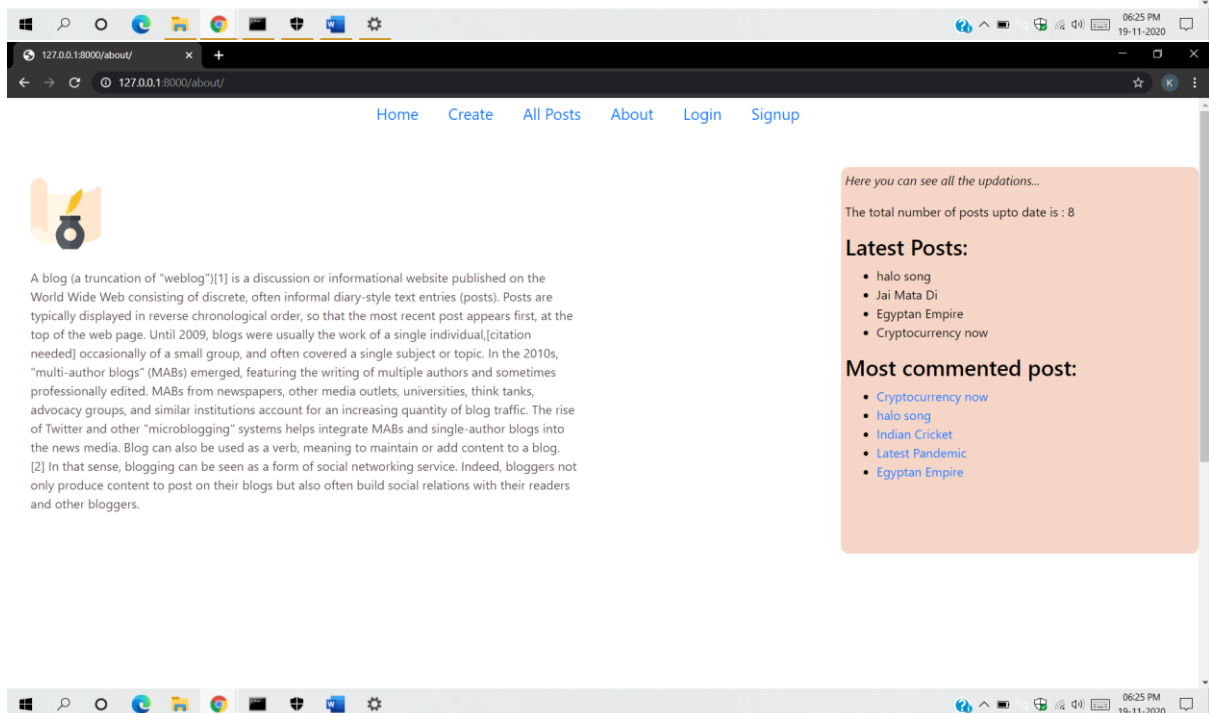 06:25 PM
19-11-2020
127.0.0.1:8000/about/
127.0.0.1:8000/about/
K
Home Create All Posts About Login Signup
A blog (a truncation of "weblog")[1] is a discussion or informational website published on the
World Wide Web consisting of discrete, often informal diary-style text entries (posts). Posts are
typically displayed in reverse chronological order, so that the most recent post appears first, at the
top of the web page. Until 2009, blogs were usually the work of a single individual,[citation
needed] occasionally of a small group, and often covered a single subject or topic. In the 2010s,
"multi-author blogs" (MABs) emerged, featuring the writing of multiple authors and sometimes
professionally edited. MABs from newspapers, other media outlets, universities, think tanks,
advocacy groups, and similar institutions account for an increasing quantity of blog traffic. The rise
of Twitter and other "microblogging" systems helps integrate MABs and single-author blogs into
the news media. Blog can also be used as a verb, meaning to maintain or add content to a blog.
[2] In that sense, blogging can be seen as a form of social networking service. Indeed, bloggers not
only produce content to post on their blogs but also often build social relations with their readers
and other bloggers.
Here you can see all the updations...
The total number of posts upto date is : 8
Latest Posts:
halo song
Jai Mata Di
Egyptan Empire
Cryptocurrency now
Most commented post:
Cryptocurrency now
halo song
Indian Cricket
Latest Pandemic
Egyptan Empire
06:25 PM
19-11-2020